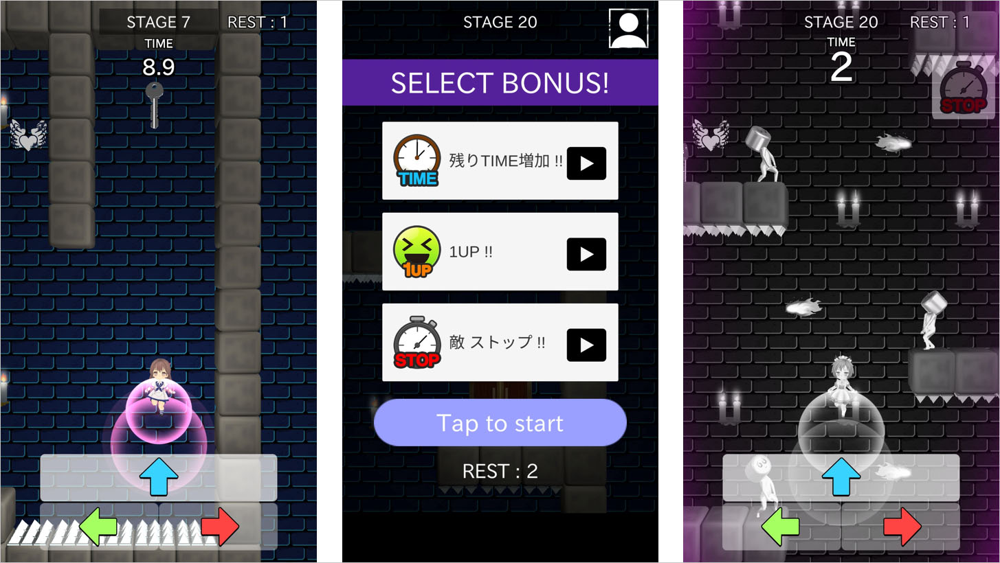 STAGE 7
REST : 1
TIME
8.9
STAGE 20
SELECT BONUS!
TIME
残りTIME増加 !!
1UP
1UP !!
STOP
敵 ストップ !!
Tap to start
REST : 2
STAGE 20
REST : 1
TIME
2
STOP